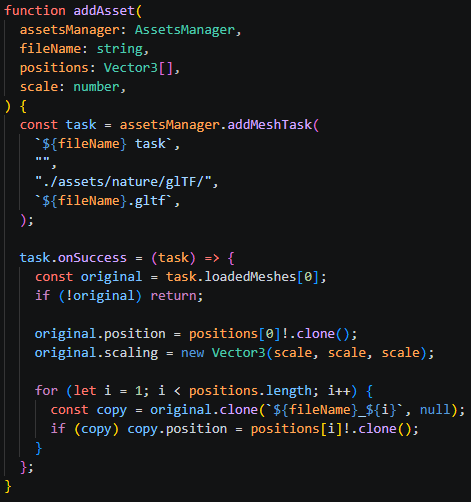 function addAsset(
  assetsManager: AssetsManager,
  fileName: string,
  positions: Vector3[],
  scale: number,
) {
  const task = assetsManager.addMeshTask(
    `${fileName} task`,
    "",
    "./assets/nature/glTF/",
    `${fileName}.gltf`,
  );

  task.onSuccess = (task) => {
    const original = task.loadedMeshes[0];
    if (!original) return;

    original.position = positions[0]!.clone();
    original.scaling = new Vector3(scale, scale, scale);

    for (let i = 1; i < positions.length; i++) {
      const copy = original.clone(`${fileName}_${i}`, null);
      if (copy) copy.position = positions[i]!.clone();
    }
  };
}